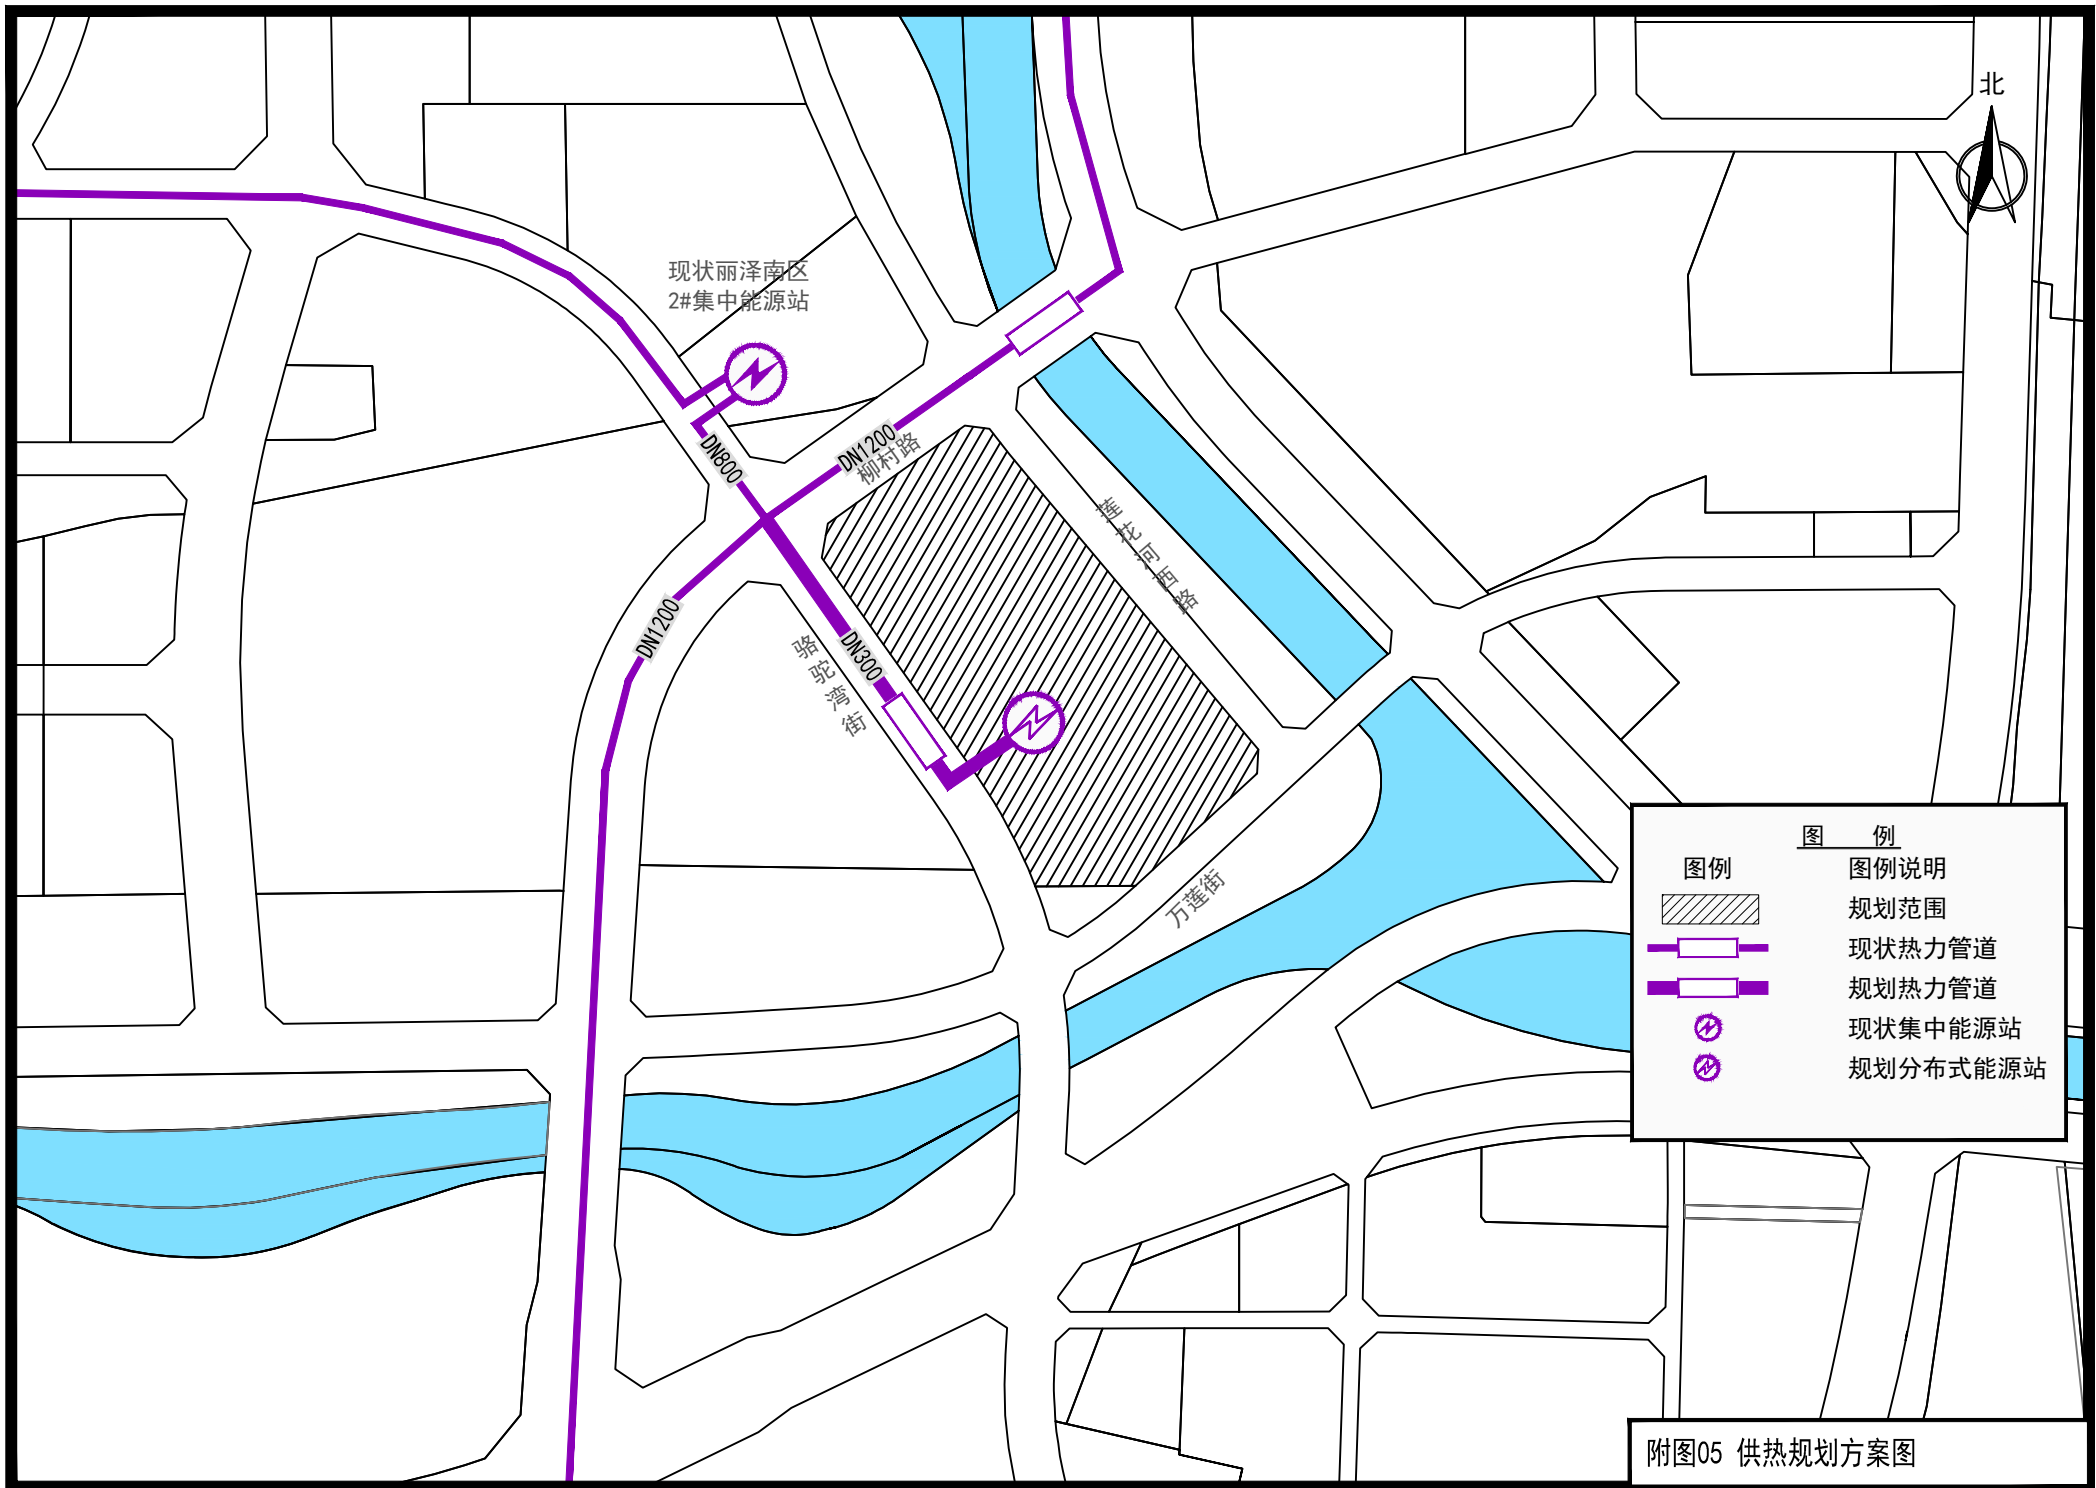 北
现状丽泽南区
2#集中能源站
DN800
DN1200
柳村路
莲花河西路
DN1200
DN300
骆驼湾街
万莲街
图 例
图例 图例说明
规划范围
现状热力管道
规划热力管道
现状集中能源站
规划分布式能源站
附图05 供热规划方案图